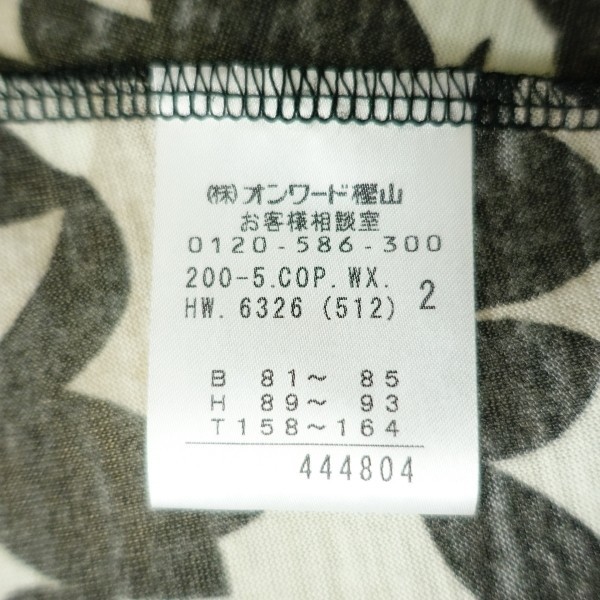 (株)オンワード樫山
お客様相談室
0120-586-300
200-5.COP.WX.
HW.6326(512) 2
B 81～ 85
H 89～ 93
T158～164
444804